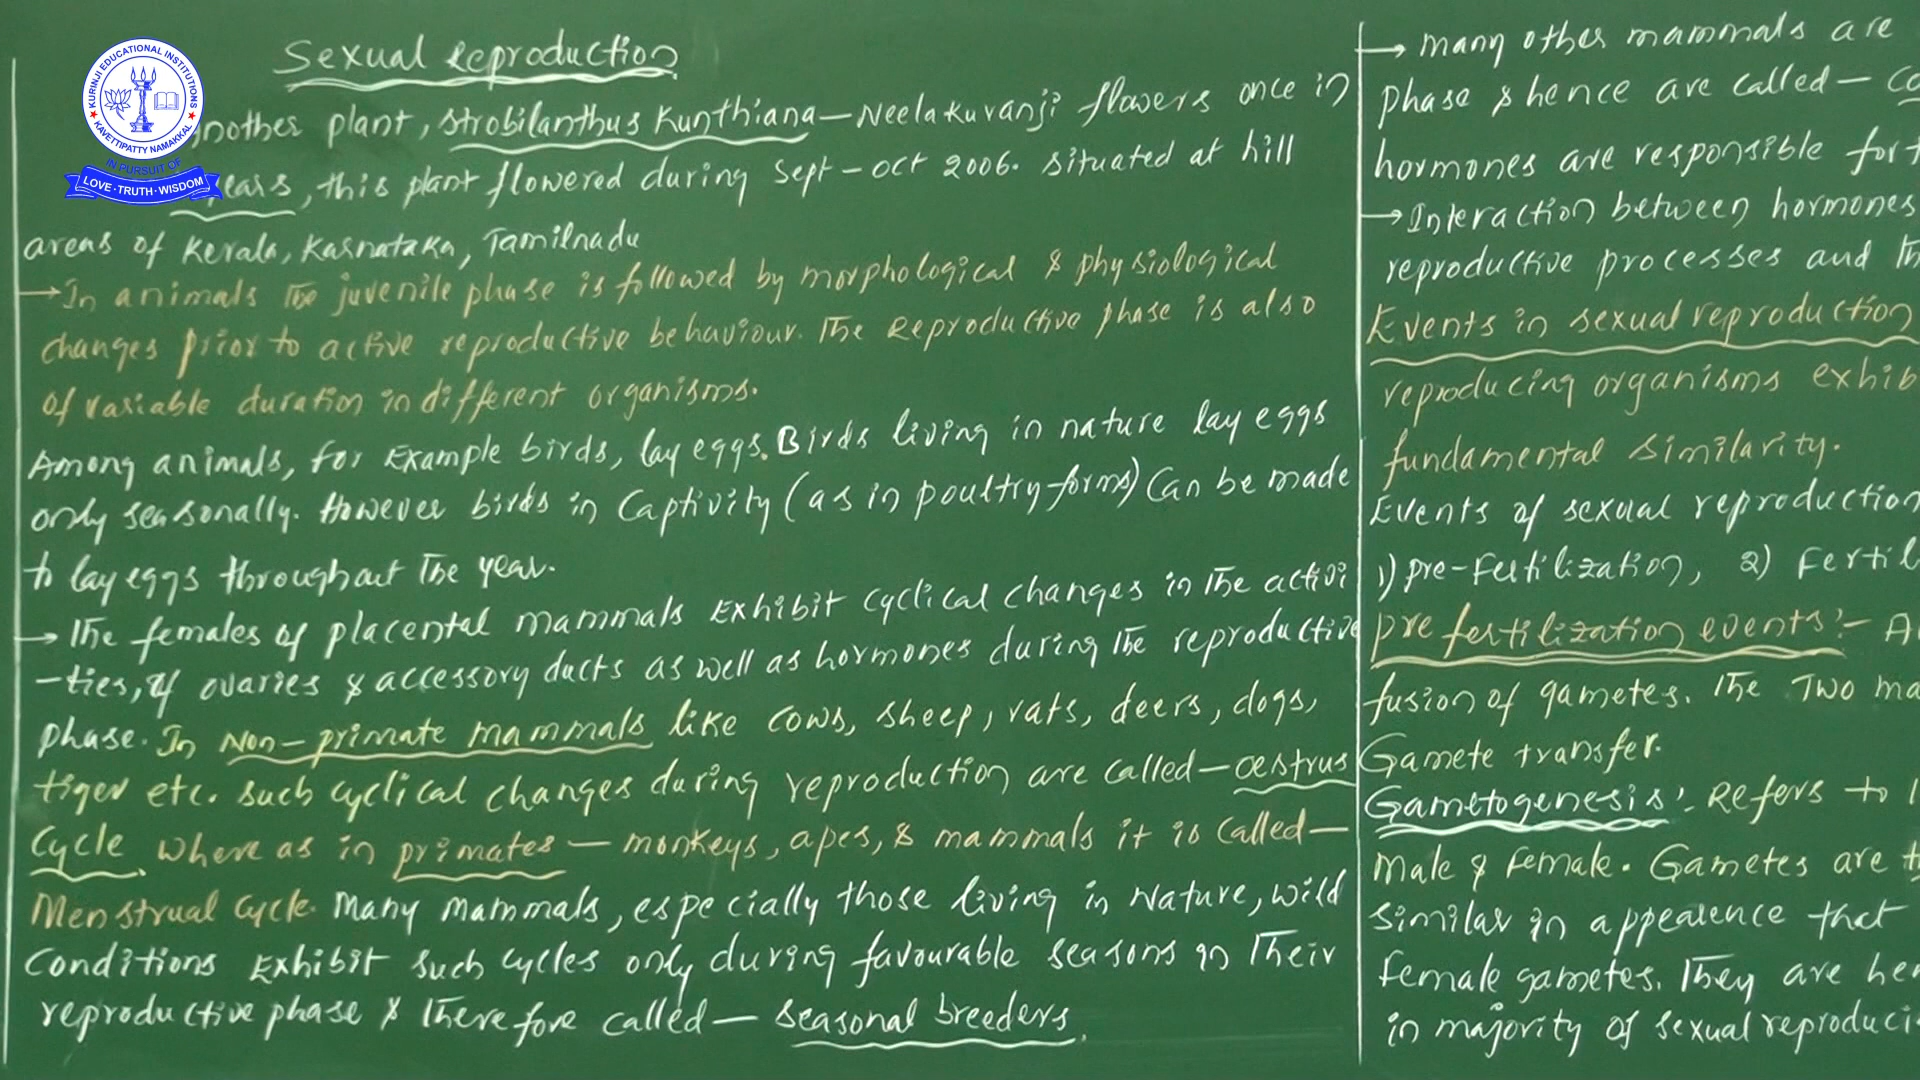 KURINJI EDUCATIONAL INSTITUTIONS
KAVETTIPATTY NAMAKKAL
IN PURSUIT OF
LOVE · TRUTH · WISDOM
Sexual Reproduction
plant, Strobilanthus Kunthiana — Neelakuranji flowers once in
, this plant flowered during Sept - Oct 2006. situated at hill
areas of Kerala, Karnataka, Tamilnadu
→ In animals the juvenile phase is followed by morphological & physiological
changes prior to active reproductive behaviour. The Reproductive phase is also
of variable duration in different organisms.
Among animals, for Example birds, lay eggs. Birds living in nature lay eggs
only seasonally. However birds in Captivity (as in poultry forms) Can be made
to lay eggs throughout The year.
→ The females of placental mammals Exhibit cyclical changes in The activi
-ties, of ovaries & accessory ducts as well as hormones during The reproductive
phase. In Non-primate mammals like cows, sheep, rats, deers, dogs,
tiger etc. such cyclical changes during reproduction are called — oestrus
Cycle where as in primates — monkeys, apes, & mammals it is called —
Menstrual Cycle. Many mammals, especially those living in Nature, wild
Conditions Exhibit such cycles only during favourable seasons in Their
reproductive phase & Therefore called — seasonal breeders.
→ many other mammals are
phase & hence are called —
hormones are responsible for
→ Interaction between hormones
reproductive processes and
Events in sexual reproduction
reproducing organisms
fundamental similarity.
Events of sexual reproduction
1) pre-Fertilization, 2)
pre fertilization events :-
fusion of gametes. The Two
Gamete transfer.
Gametogenesis :- Refers to
Male & Female. Gametes are
Similar in appearence that
female gametes. They are
in majority of sexual